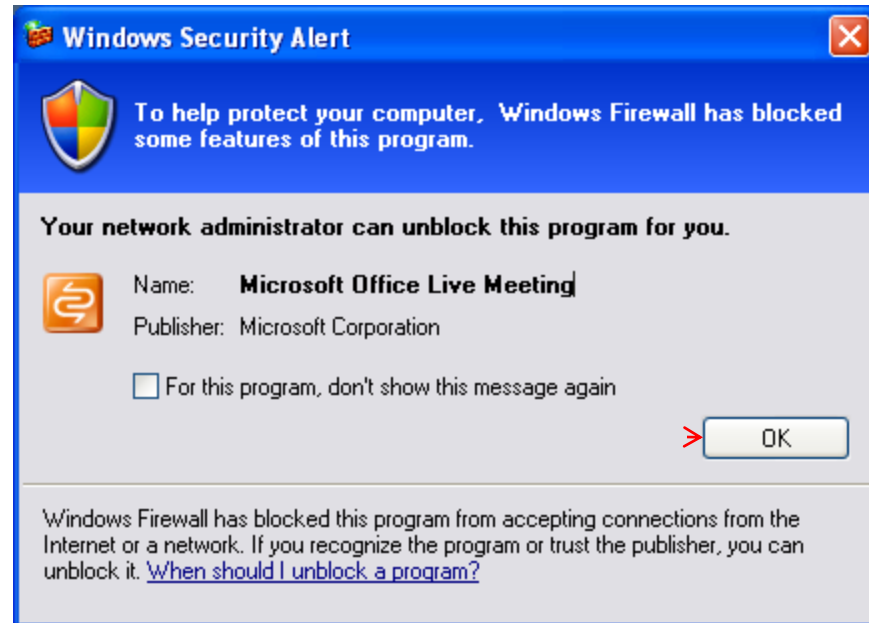 Windows Security Alert
To help protect your computer, Windows Firewall has blocked
some features of this program.
Your network administrator can unblock this program for you.
Name: Microsoft Office Live Meeting
Publisher: Microsoft Corporation
For this program, don't show this message again
OK
Windows Firewall has blocked this program from accepting connections from the
Internet or a network. If you recognize the program or trust the publisher, you can
unblock it. When should I unblock a program?